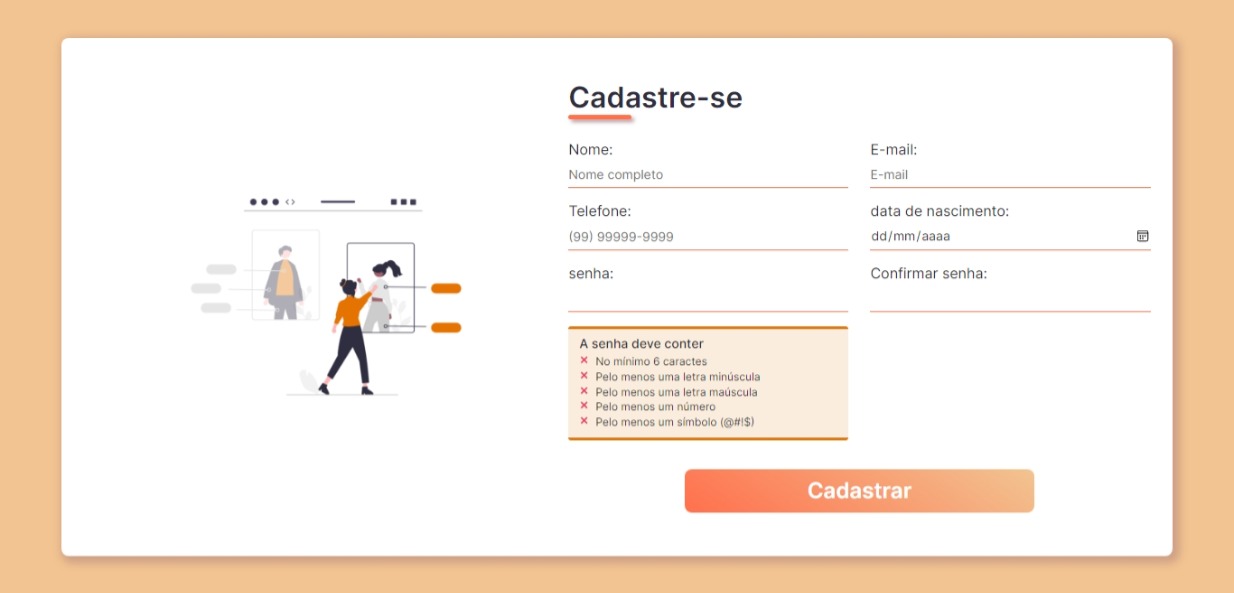 Cadastre-se
Nome:
Nome completo
E-mail:
E-mail
Telefone:
(99) 99999-9999
data de nascimento:
dd/mm/aaaa
senha:
Confirmar senha:
A senha deve conter
No mínimo 6 caractes
Pelo menos uma letra minúscula
Pelo menos uma letra maúscula
Pelo menos um número
Pelo menos um símbolo (@#!$)
Cadastrar